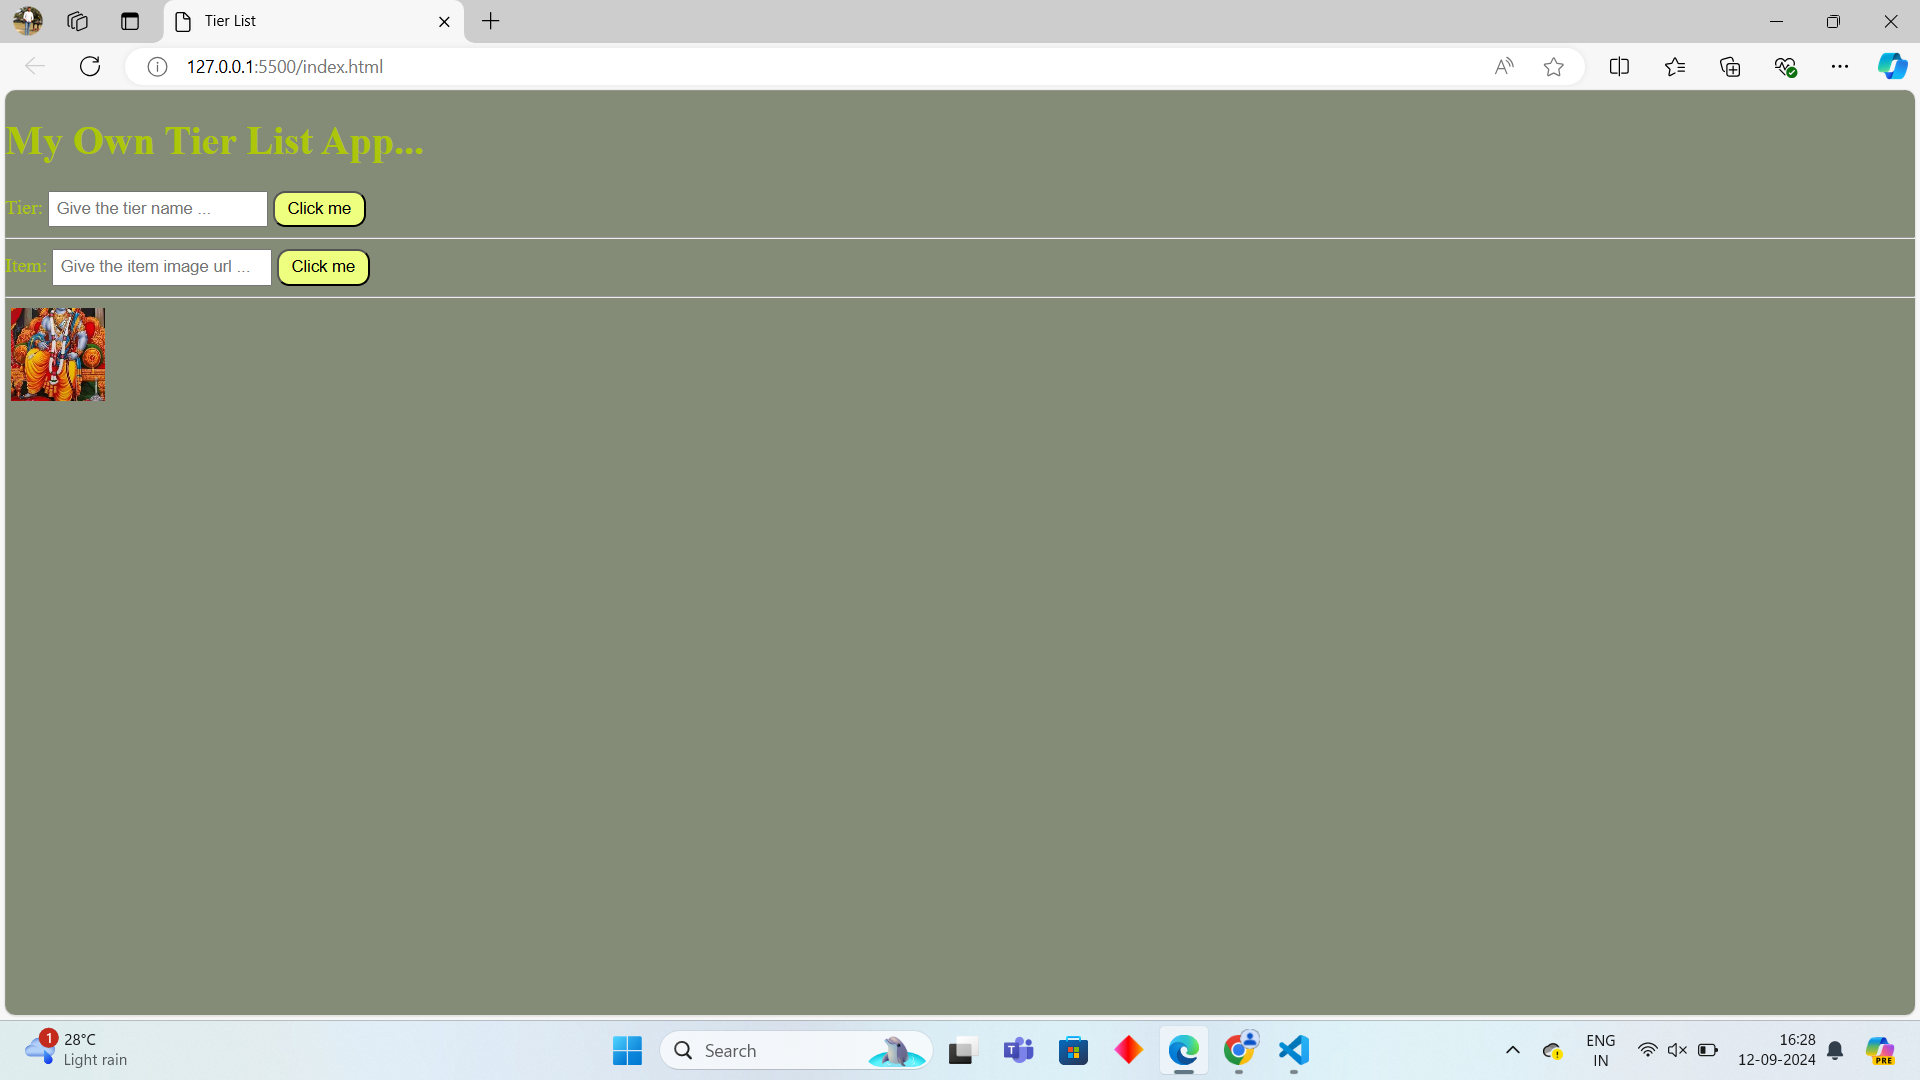 Tier List
127.0.0.1:5500/index.html
My Own Tier List App...
Tier: Give the tier name ... Click me
Item: Give the item image url ... Click me
1
28°C
Light rain
Search
ENG
IN
16:28
12-09-2024
PRE